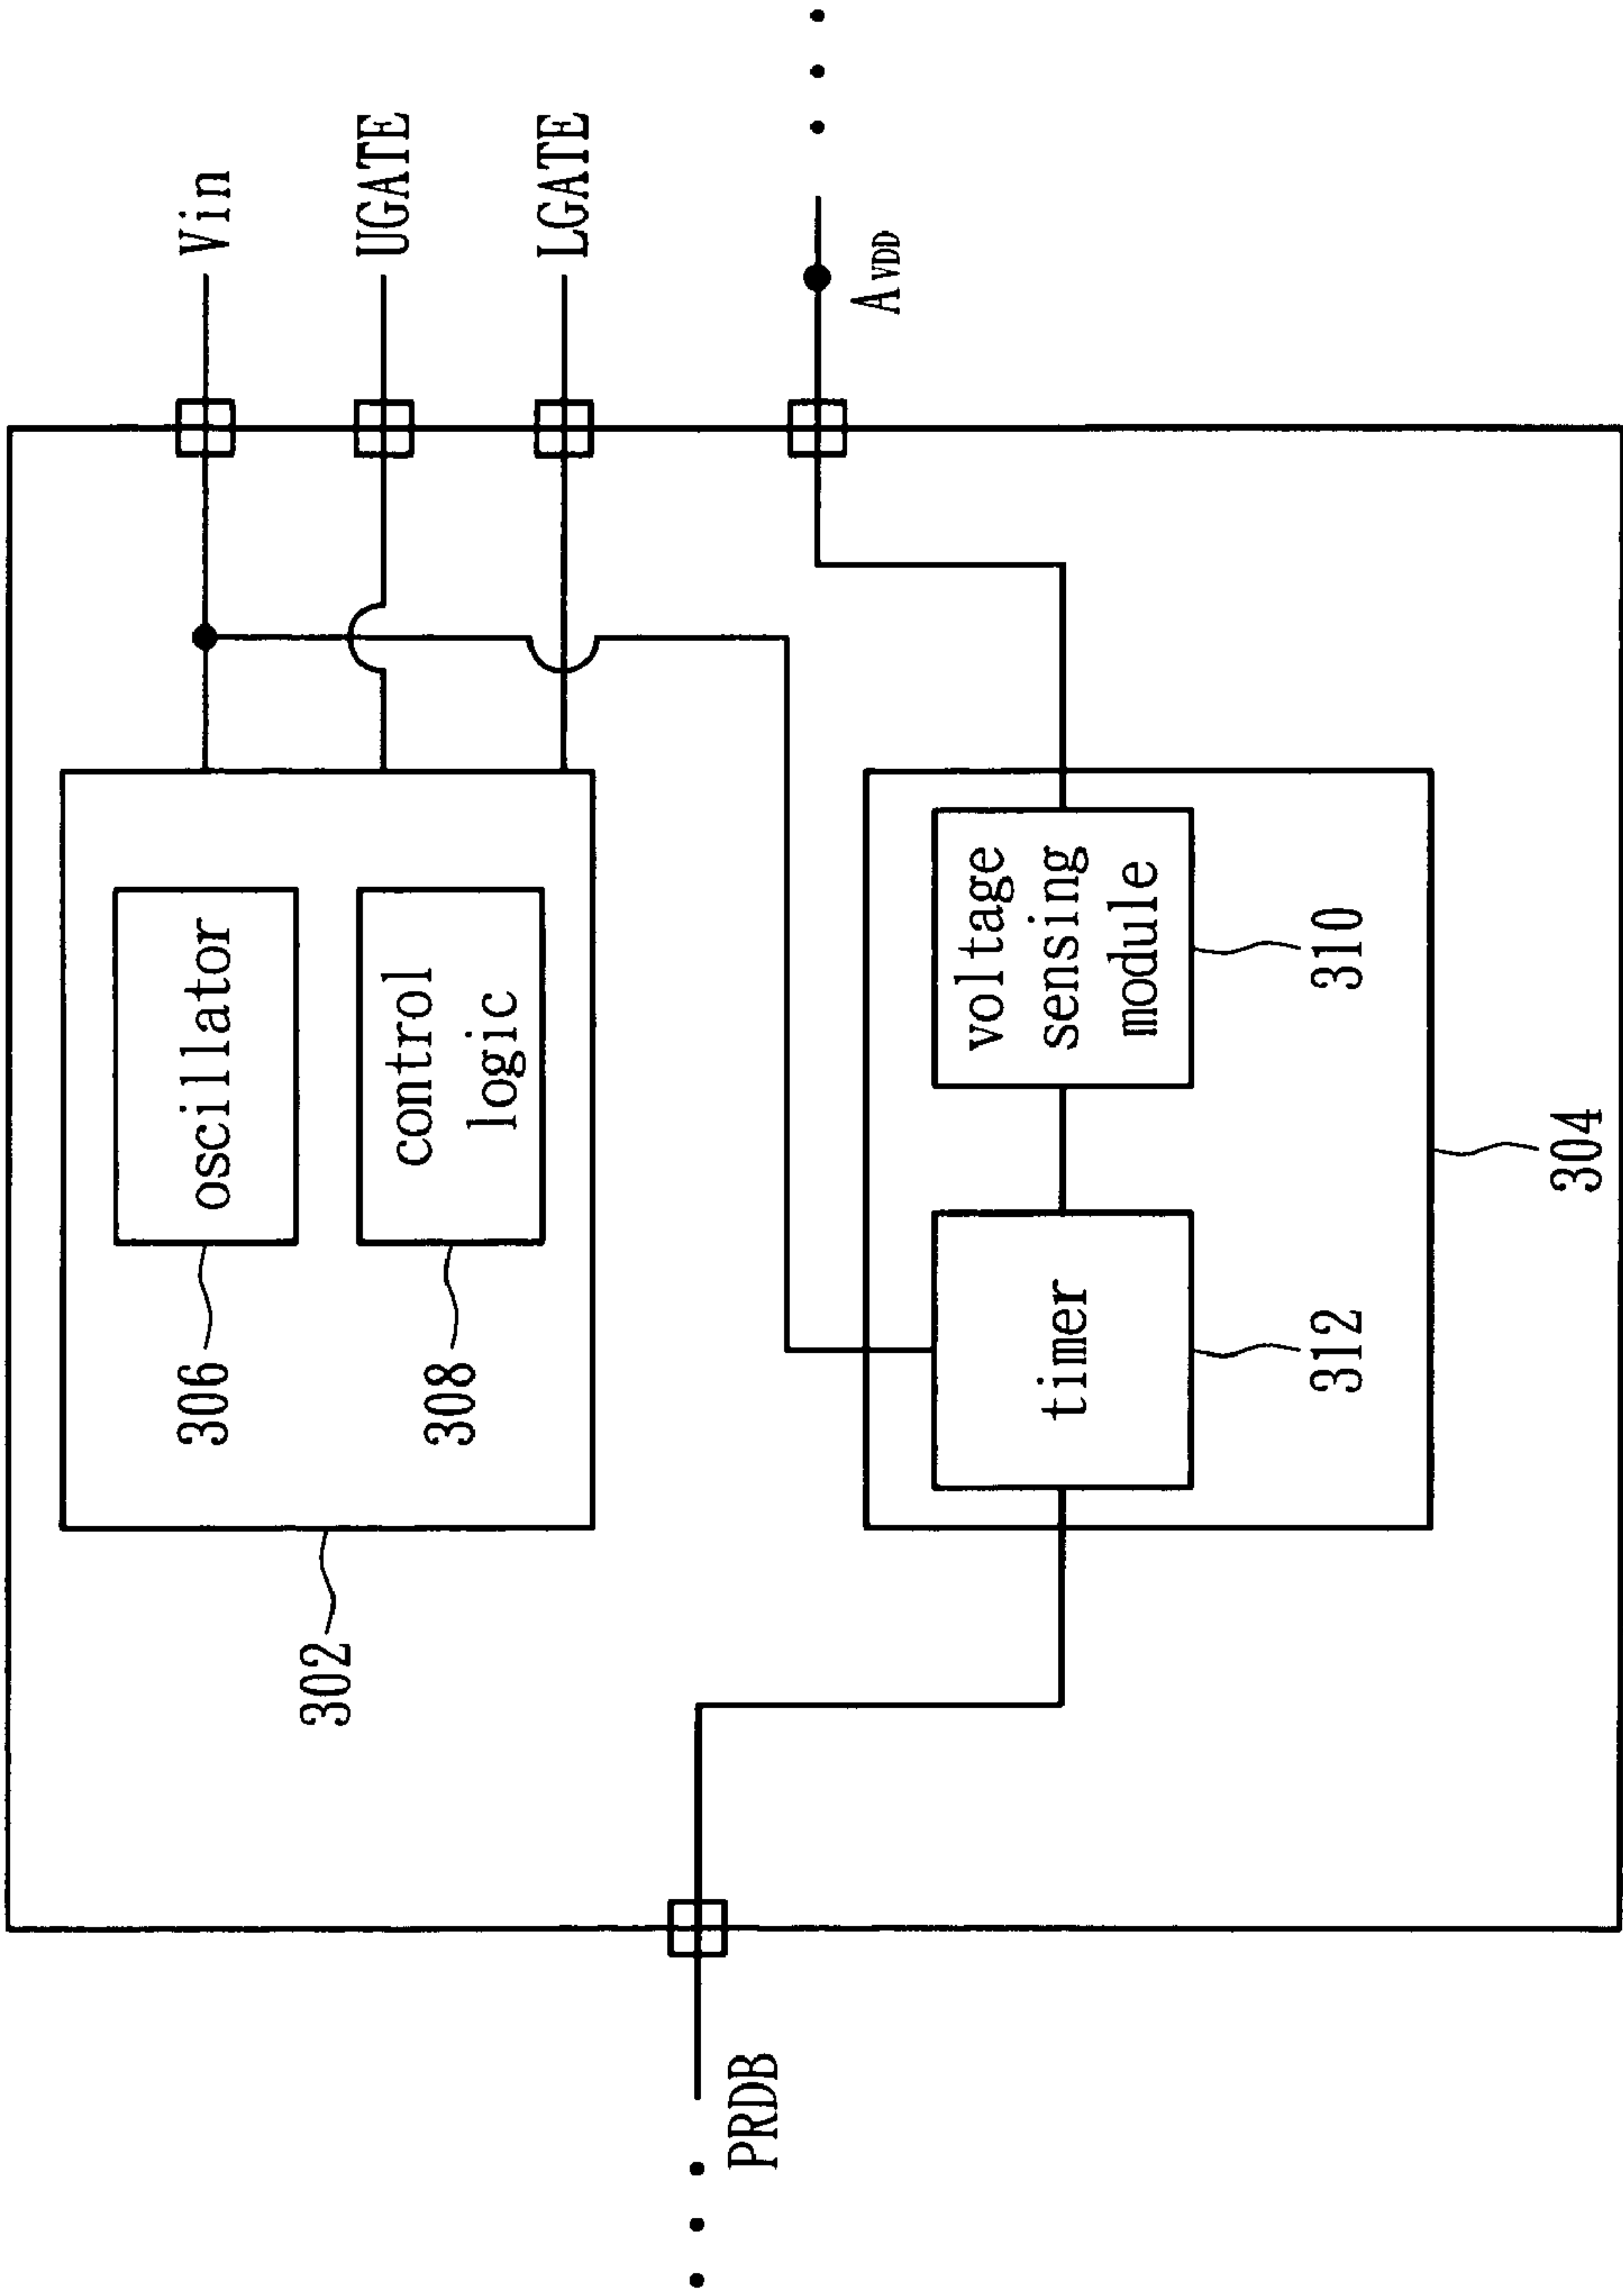 Vin
UGATE
LGATE
AVDD
oscillator
306
control
logic
308
302
voltage
sensing
module
310
timer
312
304
PRDB